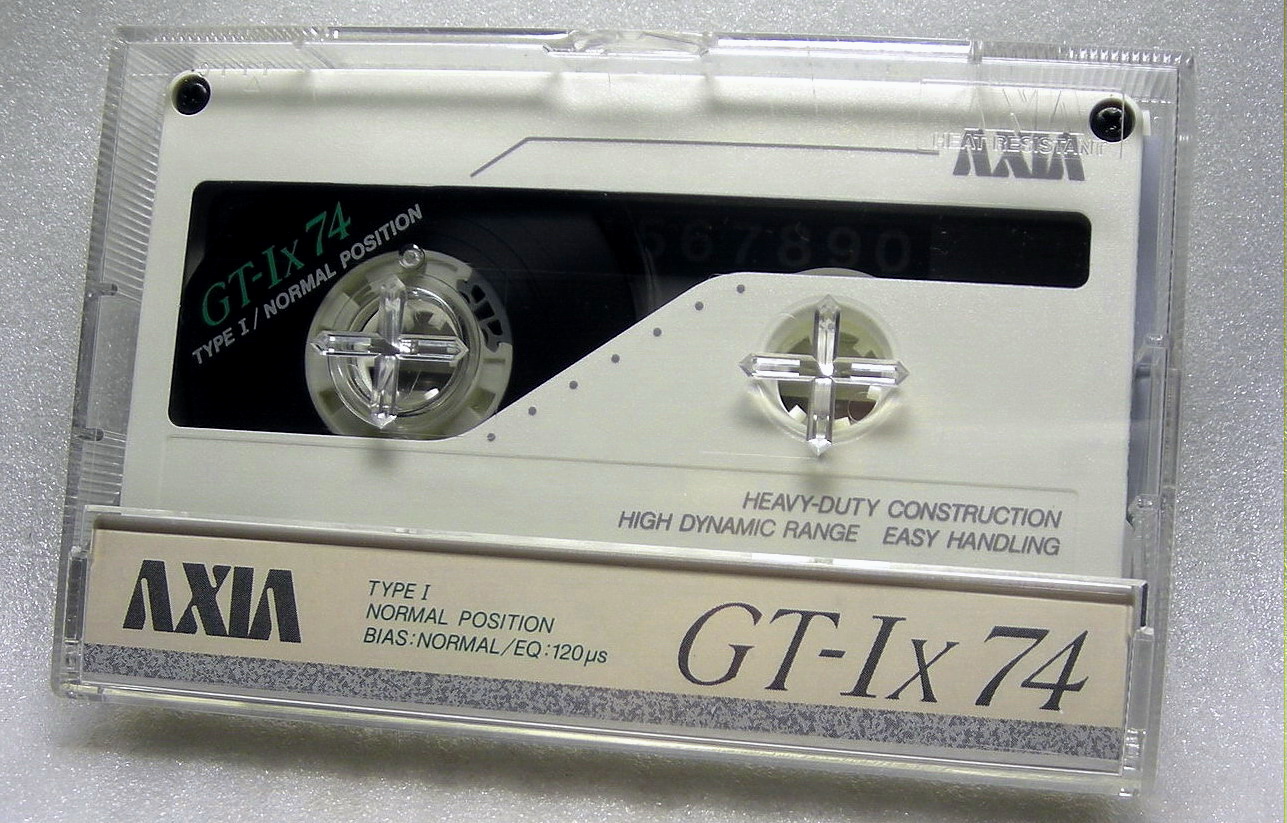 HEAT RESISTANT
AXIA
GT-Ix 74
TYPE I / NORMAL POSITION
567890
HEAVY-DUTY CONSTRUCTION
HIGH DYNAMIC RANGE EASY HANDLING
AXIA
TYPE I
NORMAL POSITION
BIAS:NORMAL/EQ:120μs
GT-Ix 74